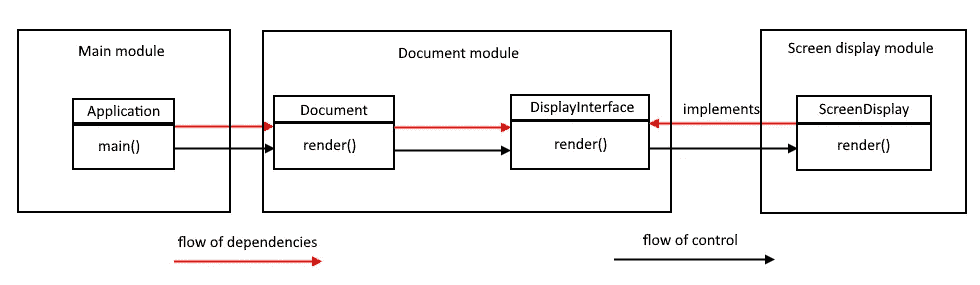 Main module
Document module
Screen display module
Application
main()
Document
render()
DisplayInterface
render()
implements
ScreenDisplay
render()
flow of dependencies
flow of control